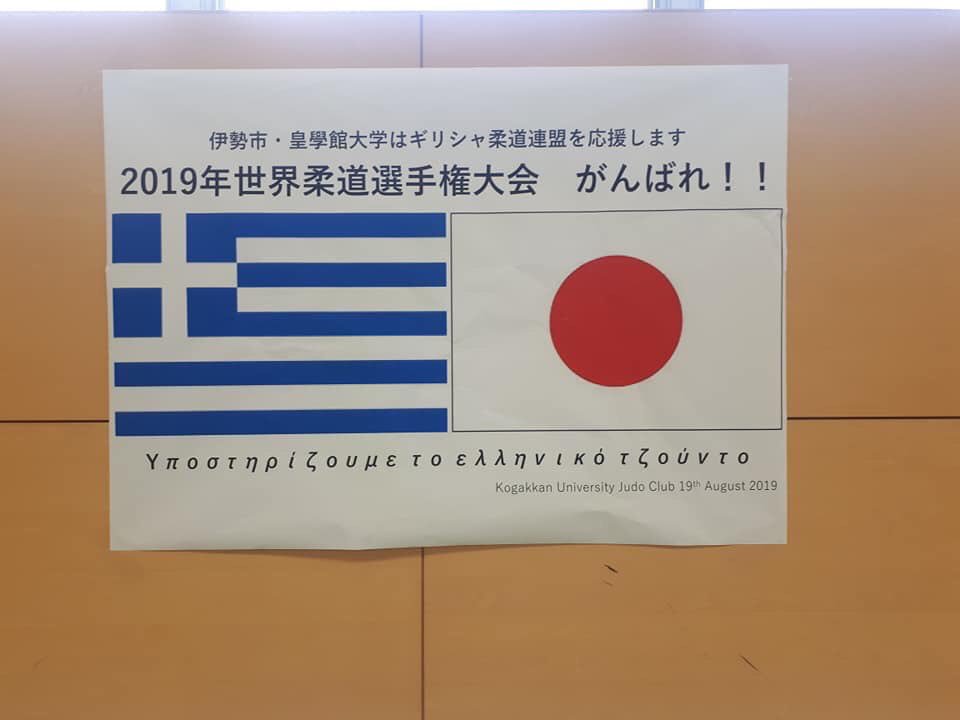 伊勢市・皇學館大学はギリシャ柔道連盟を応援します
2019年世界柔道選手権大会　がんばれ！！
Υποστηρίζουμε το ελληνικό τζούντο
Kogakkan University Judo Club 19th August 2019